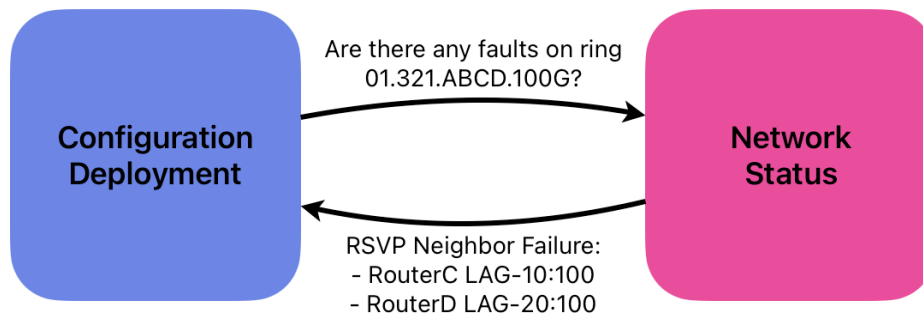 Configuration
Deployment
Are there any faults on ring
01.321.ABCD.100G?
RSVP Neighbor Failure:
- RouterC LAG-10:100
- RouterD LAG-20:100
Network
Status